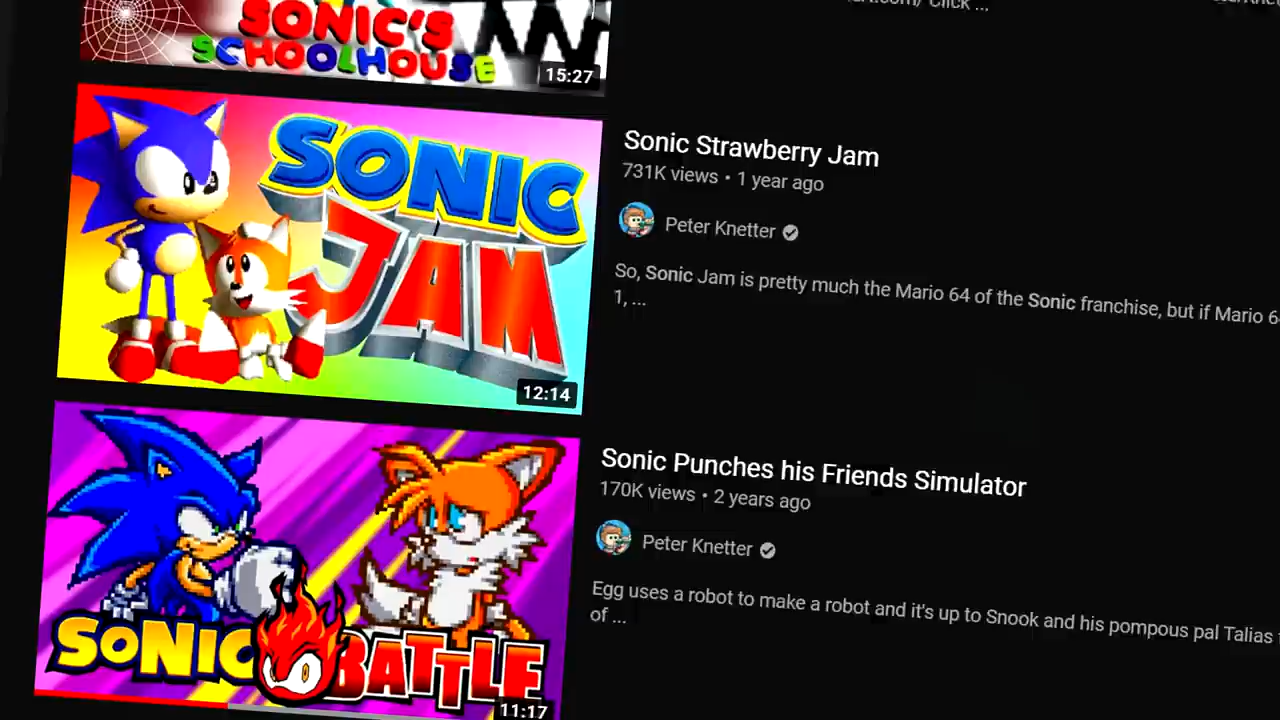 SONIC'S
SCHOOLHOUSE
15:27
Click ...
SONIC
JAM
12:14
Sonic Strawberry Jam
731K views • 1 year ago
Peter Knetter
So, Sonic Jam is pretty much the Mario 64 of the Sonic franchise, but if Mario
1, ...
SONIC BATTLE
11:17
Sonic Punches his Friends Simulator
170K views • 2 years ago
Peter Knetter
Egg uses a robot to make a robot and it's up to Snook and his pompous pal Talias
of ...